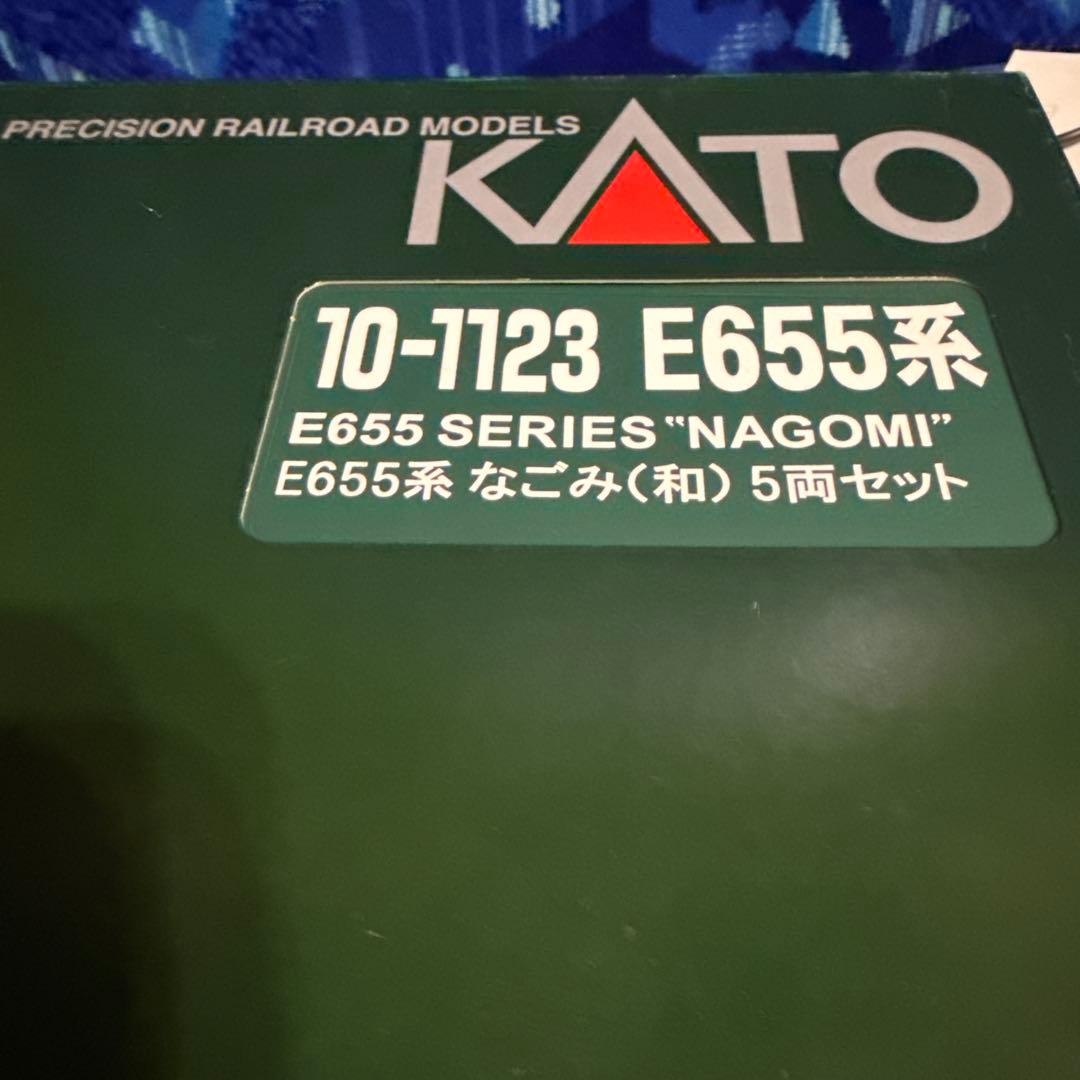 PRECISION RAILROAD MODELS
KATO
10-1123 E655系
E655 SERIES "NAGOMI"
E655系 なごみ(和) 5両セット